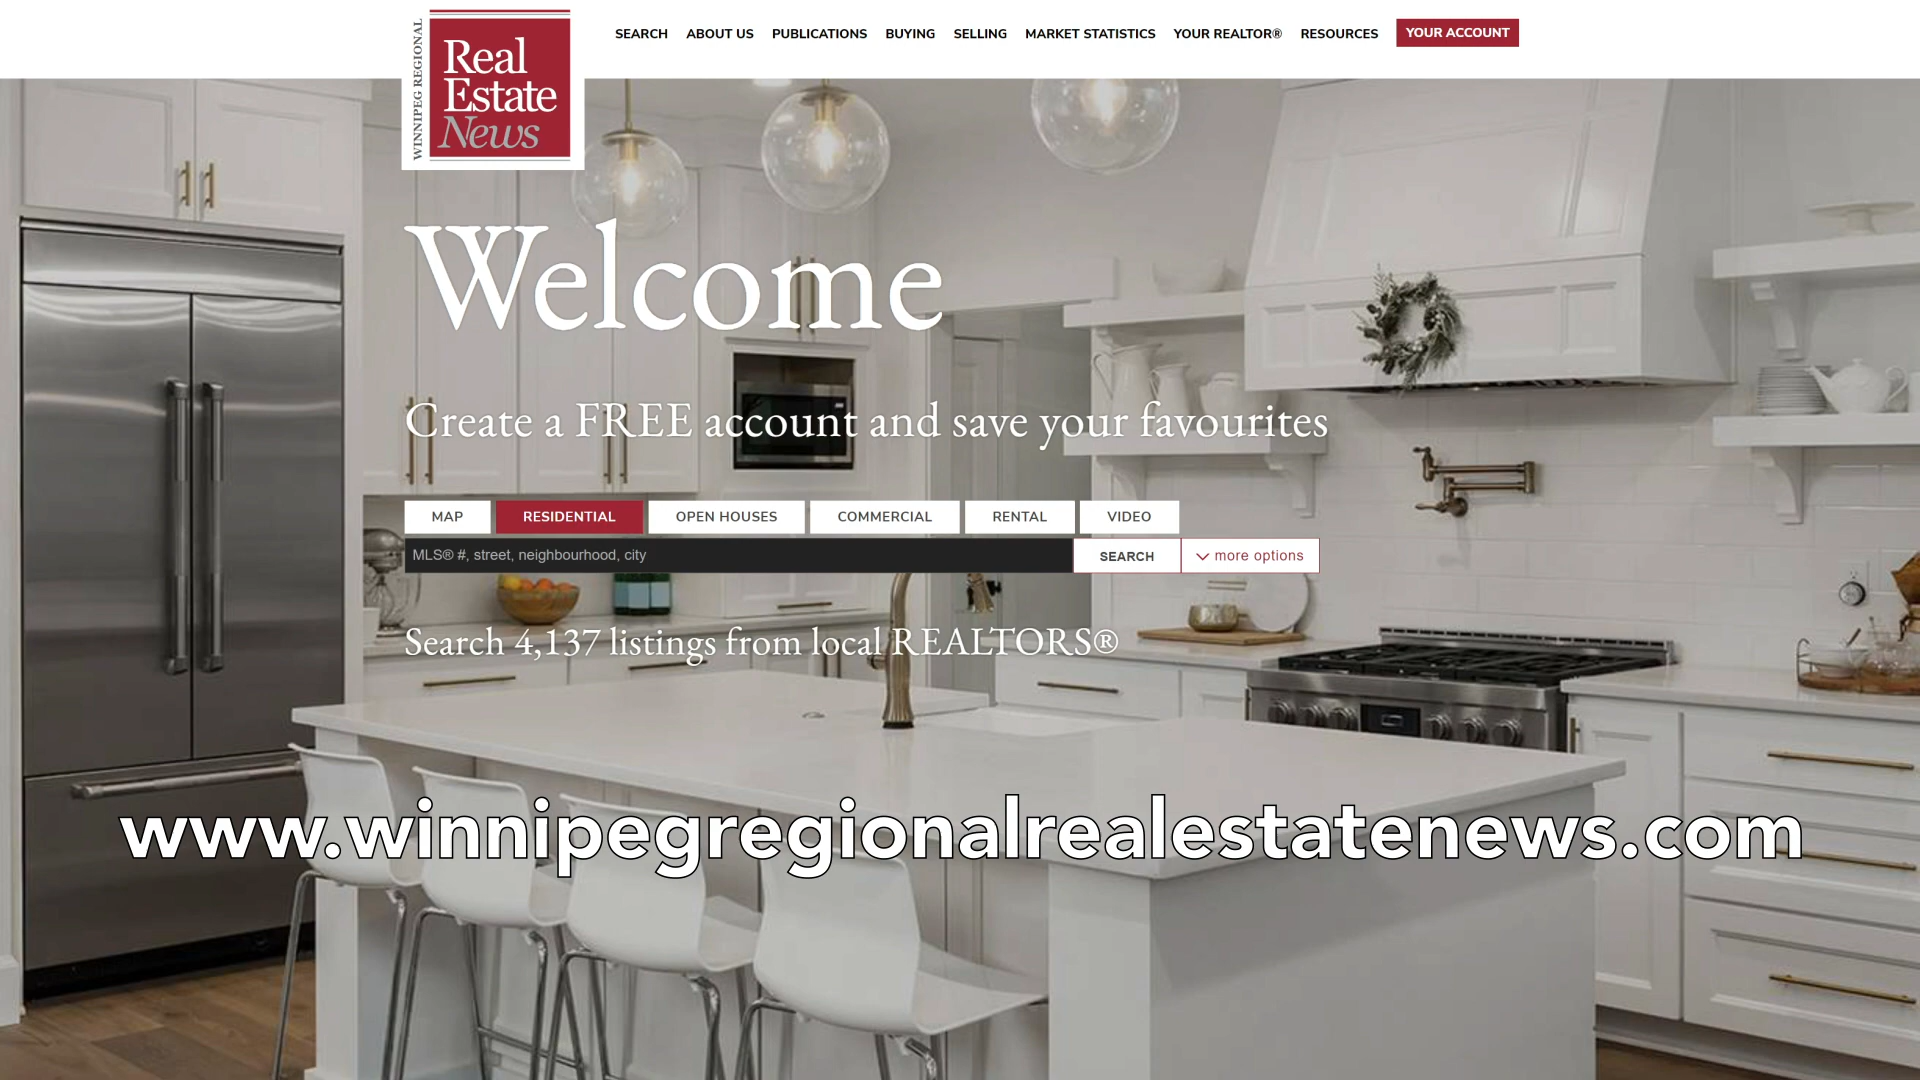 WINNIPEG REGIONAL
Real
Estate
News
SEARCH ABOUT US PUBLICATIONS BUYING SELLING MARKET STATISTICS YOUR REALTOR® RESOURCES YOUR ACCOUNT
Welcome
Create a FREE account and save your favourites
MAP RESIDENTIAL OPEN HOUSES COMMERCIAL RENTAL VIDEO
MLS® #, street, neighbourhood, city SEARCH more options
Search 4,137 listings from local REALTORS®
www.winnipegregionalrealestatenews.com